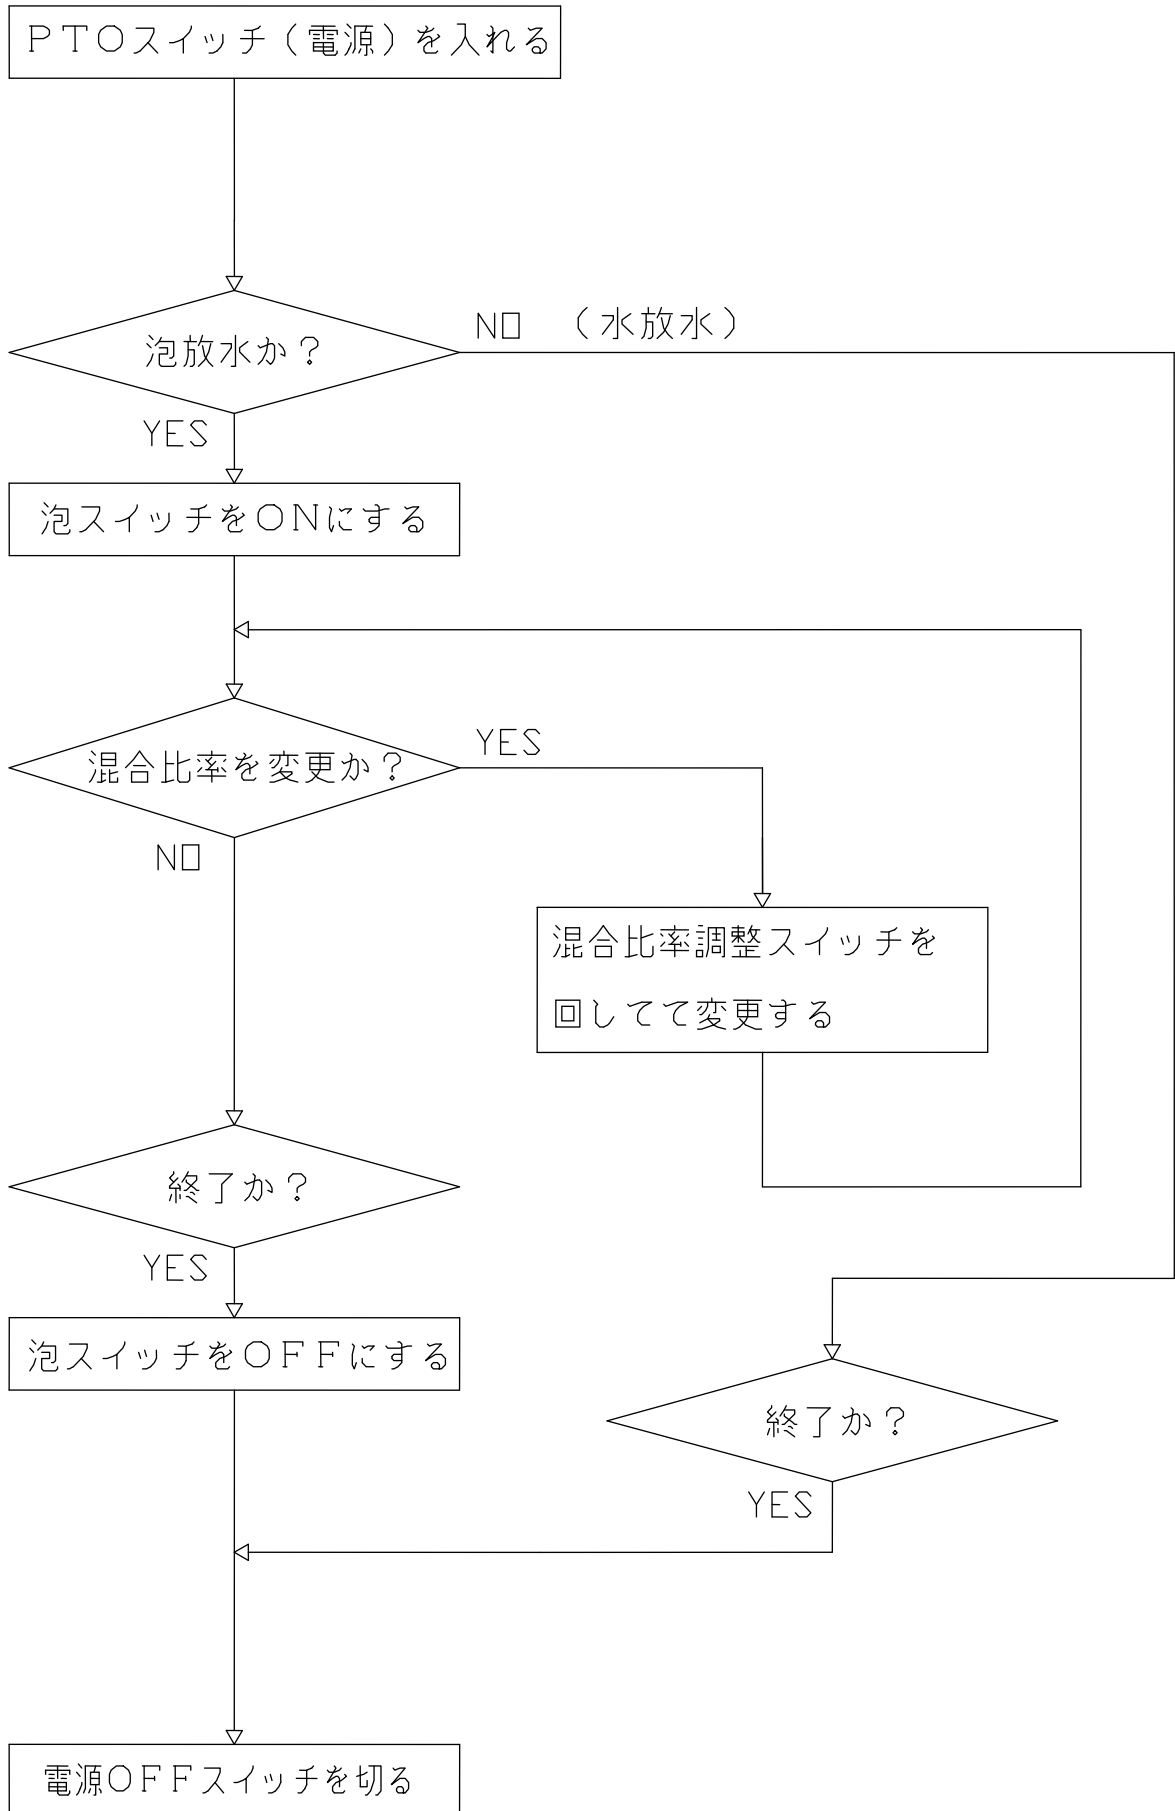 PTOスイッチ(電源)を入れる
泡放水か?
NO (水放水)
YES
泡スイッチをONにする
混合比率を変更か?
YES
NO
混合比率調整スイッチを
回してて変更する
終了か?
YES
泡スイッチをOFFにする
終了か?
YES
電源OFFスイッチを切る